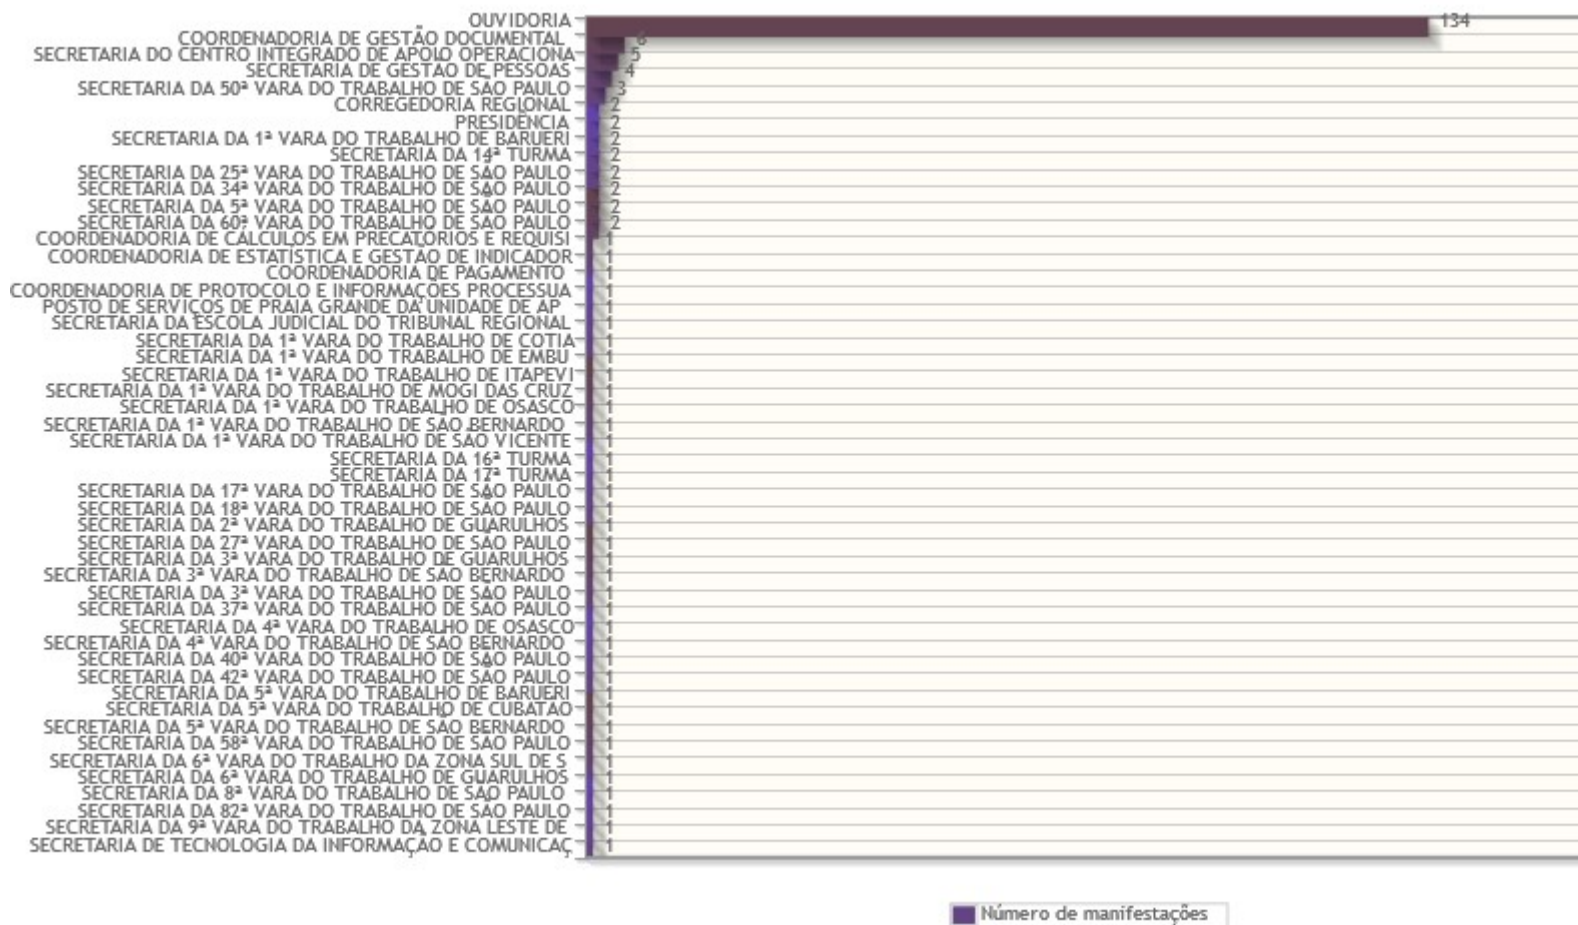 OUVIDORIA 134
COORDENADORIA DE GESTÃO DOCUMENTAL 6
SECRETARIA DO CENTRO INTEGRADO DE APOIO OPERACIONA 5
SECRETARIA DE GESTÃO DE PESSOAS 4
SECRETARIA DA 50ª VARA DO TRABALHO DE SÃO PAULO 3
CORREGEDORIA REGIONAL 2
PRESIDÊNCIA 2
SECRETARIA DA 1ª VARA DO TRABALHO DE BARUERI 2
SECRETARIA DA 14ª TURMA 2
SECRETARIA DA 25ª VARA DO TRABALHO DE SÃO PAULO 2
SECRETARIA DA 34ª VARA DO TRABALHO DE SÃO PAULO 2
SECRETARIA DA 5ª VARA DO TRABALHO DE SÃO PAULO 2
SECRETARIA DA 60ª VARA DO TRABALHO DE SÃO PAULO 2
COORDENADORIA DE CÁLCULOS EM PRECATÓRIOS E REQUISI 1
COORDENADORIA DE ESTATÍSTICA E GESTÃO DE INDICADOR 1
COORDENADORIA DE PAGAMENTO 1
COORDENADORIA DE PROTOCOLO E INFORMAÇÕES PROCESSUA 1
POSTO DE SERVIÇOS DE PRAIA GRANDE DA UNIDADE DE AP 1
SECRETARIA DA ESCOLA JUDICIAL DO TRIBUNAL REGIONAL 1
SECRETARIA DA 1ª VARA DO TRABALHO DE COTIA 1
SECRETARIA DA 1ª VARA DO TRABALHO DE EMBU 1
SECRETARIA DA 1ª VARA DO TRABALHO DE ITAPEVI 1
SECRETARIA DA 1ª VARA DO TRABALHO DE MOGI DAS CRUZ 1
SECRETARIA DA 1ª VARA DO TRABALHO DE OSASCO 1
SECRETARIA DA 1ª VARA DO TRABALHO DE SÃO BERNARDO 1
SECRETARIA DA 1ª VARA DO TRABALHO DE SÃO VICENTE 1
SECRETARIA DA 16ª TURMA 1
SECRETARIA DA 17ª TURMA 1
SECRETARIA DA 17ª VARA DO TRABALHO DE SÃO PAULO 1
SECRETARIA DA 18ª VARA DO TRABALHO DE SÃO PAULO 1
SECRETARIA DA 2ª VARA DO TRABALHO DE GUARULHOS 1
SECRETARIA DA 27ª VARA DO TRABALHO DE SÃO PAULO 1
SECRETARIA DA 3ª VARA DO TRABALHO DE GUARULHOS 1
SECRETARIA DA 3ª VARA DO TRABALHO DE SÃO BERNARDO 1
SECRETARIA DA 3ª VARA DO TRABALHO DE SÃO PAULO 1
SECRETARIA DA 37ª VARA DO TRABALHO DE SÃO PAULO 1
SECRETARIA DA 4ª VARA DO TRABALHO DE OSASCO 1
SECRETARIA DA 4ª VARA DO TRABALHO DE SÃO BERNARDO 1
SECRETARIA DA 40ª VARA DO TRABALHO DE SÃO PAULO 1
SECRETARIA DA 42ª VARA DO TRABALHO DE SÃO PAULO 1
SECRETARIA DA 5ª VARA DO TRABALHO DE BARUERI 1
SECRETARIA DA 5ª VARA DO TRABALHO DE CUBATÃO 1
SECRETARIA DA 5ª VARA DO TRABALHO DE SÃO BERNARDO 1
SECRETARIA DA 58ª VARA DO TRABALHO DE SÃO PAULO 1
SECRETARIA DA 6ª VARA DO TRABALHO DA ZONA SUL DE S 1
SECRETARIA DA 6ª VARA DO TRABALHO DE GUARULHOS 1
SECRETARIA DA 8ª VARA DO TRABALHO DE SÃO PAULO 1
SECRETARIA DA 82ª VARA DO TRABALHO DE SÃO PAULO 1
SECRETARIA DA 9ª VARA DO TRABALHO DA ZONA LESTE DE 1
SECRETARIA DE TECNOLOGIA DA INFORMAÇÃO E COMUNICAÇ 1
Número de manifestações